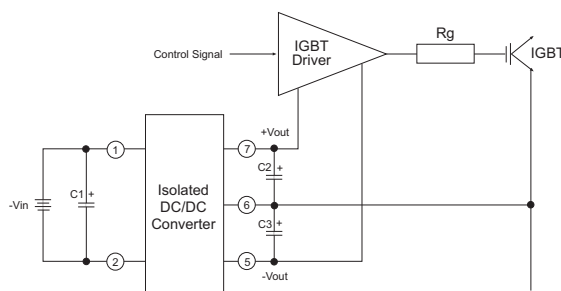 Control Signal
IGBT
Driver
Rg
IGBT
+Vout
1
7
C2 +
-Vin
C1 +
Isolated
DC/DC
Converter
6
C3 +
2
5
-Vout